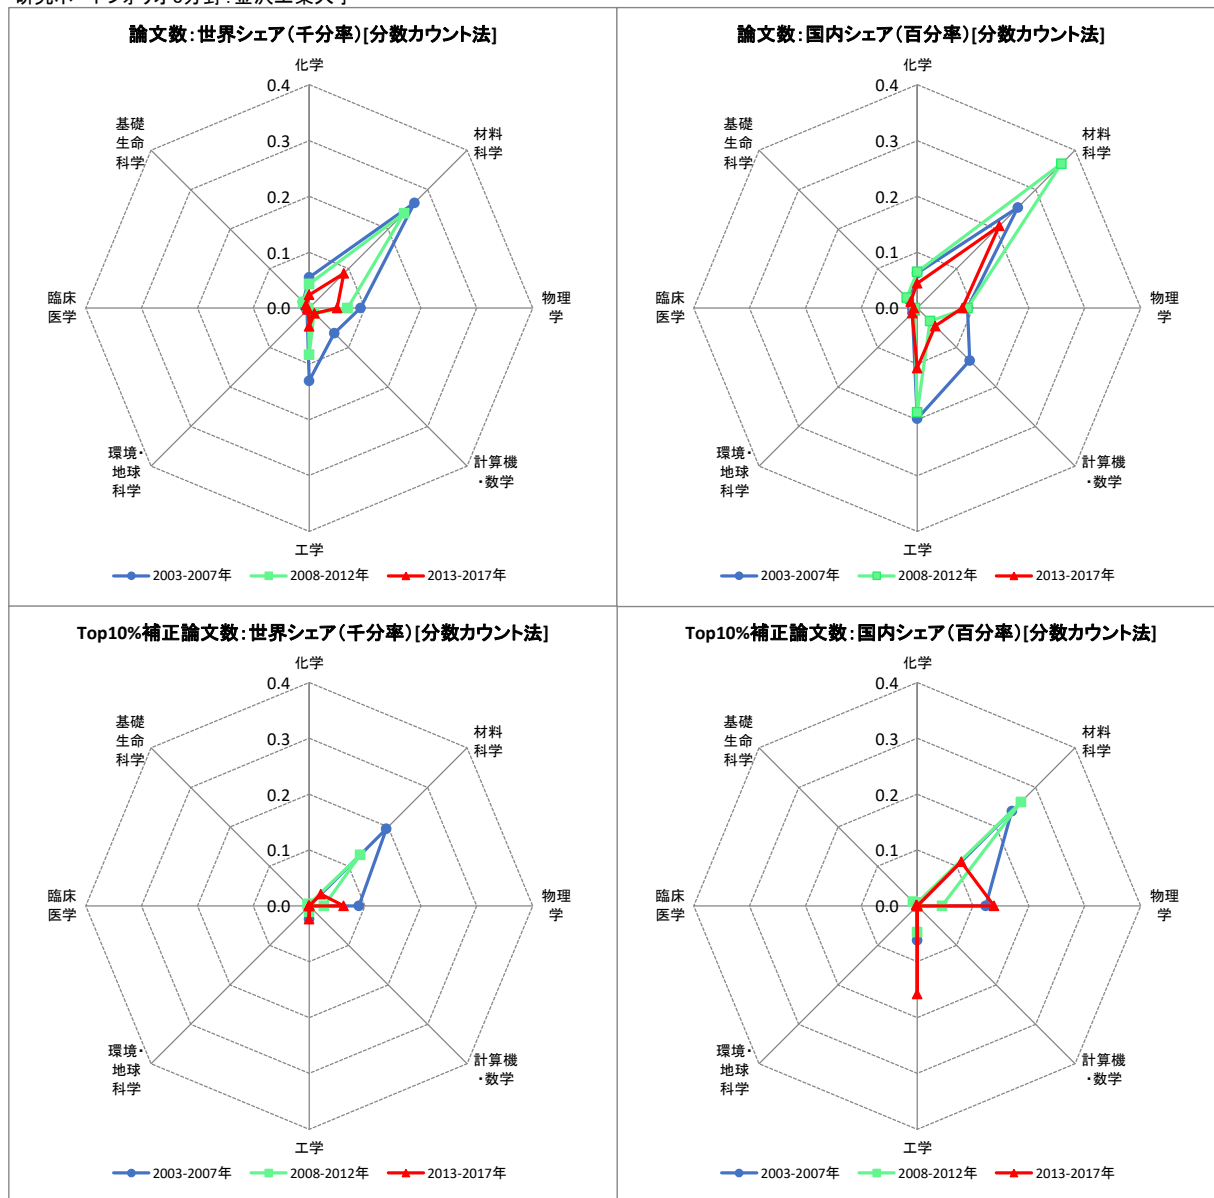 論文数:世界シェア(千分率)[分数カウント法]
化学
0.4
0.3
0.2
0.1
0.0
基礎
生命
科学
材料
科学
臨床
医学
物理
学
環境・
地球
科学
計算機
・数学
工学
2003-2007年 2008-2012年 2013-2017年
論文数:国内シェア(百分率)[分数カウント法]
化学
0.4
0.3
0.2
0.1
0.0
基礎
生命
科学
材料
科学
臨床
医学
物理
学
環境・
地球
科学
計算機
・数学
工学
2003-2007年 2008-2012年 2013-2017年
Top10%補正論文数:世界シェア(千分率)[分数カウント法]
化学
0.4
0.3
0.2
0.1
0.0
基礎
生命
科学
材料
科学
臨床
医学
物理
学
環境・
地球
科学
計算機
・数学
工学
2003-2007年 2008-2012年 2013-2017年
Top10%補正論文数:国内シェア(百分率)[分数カウント法]
化学
0.4
0.3
0.2
0.1
0.0
基礎
生命
科学
材料
科学
臨床
医学
物理
学
環境・
地球
科学
計算機
・数学
工学
2003-2007年 2008-2012年 2013-2017年